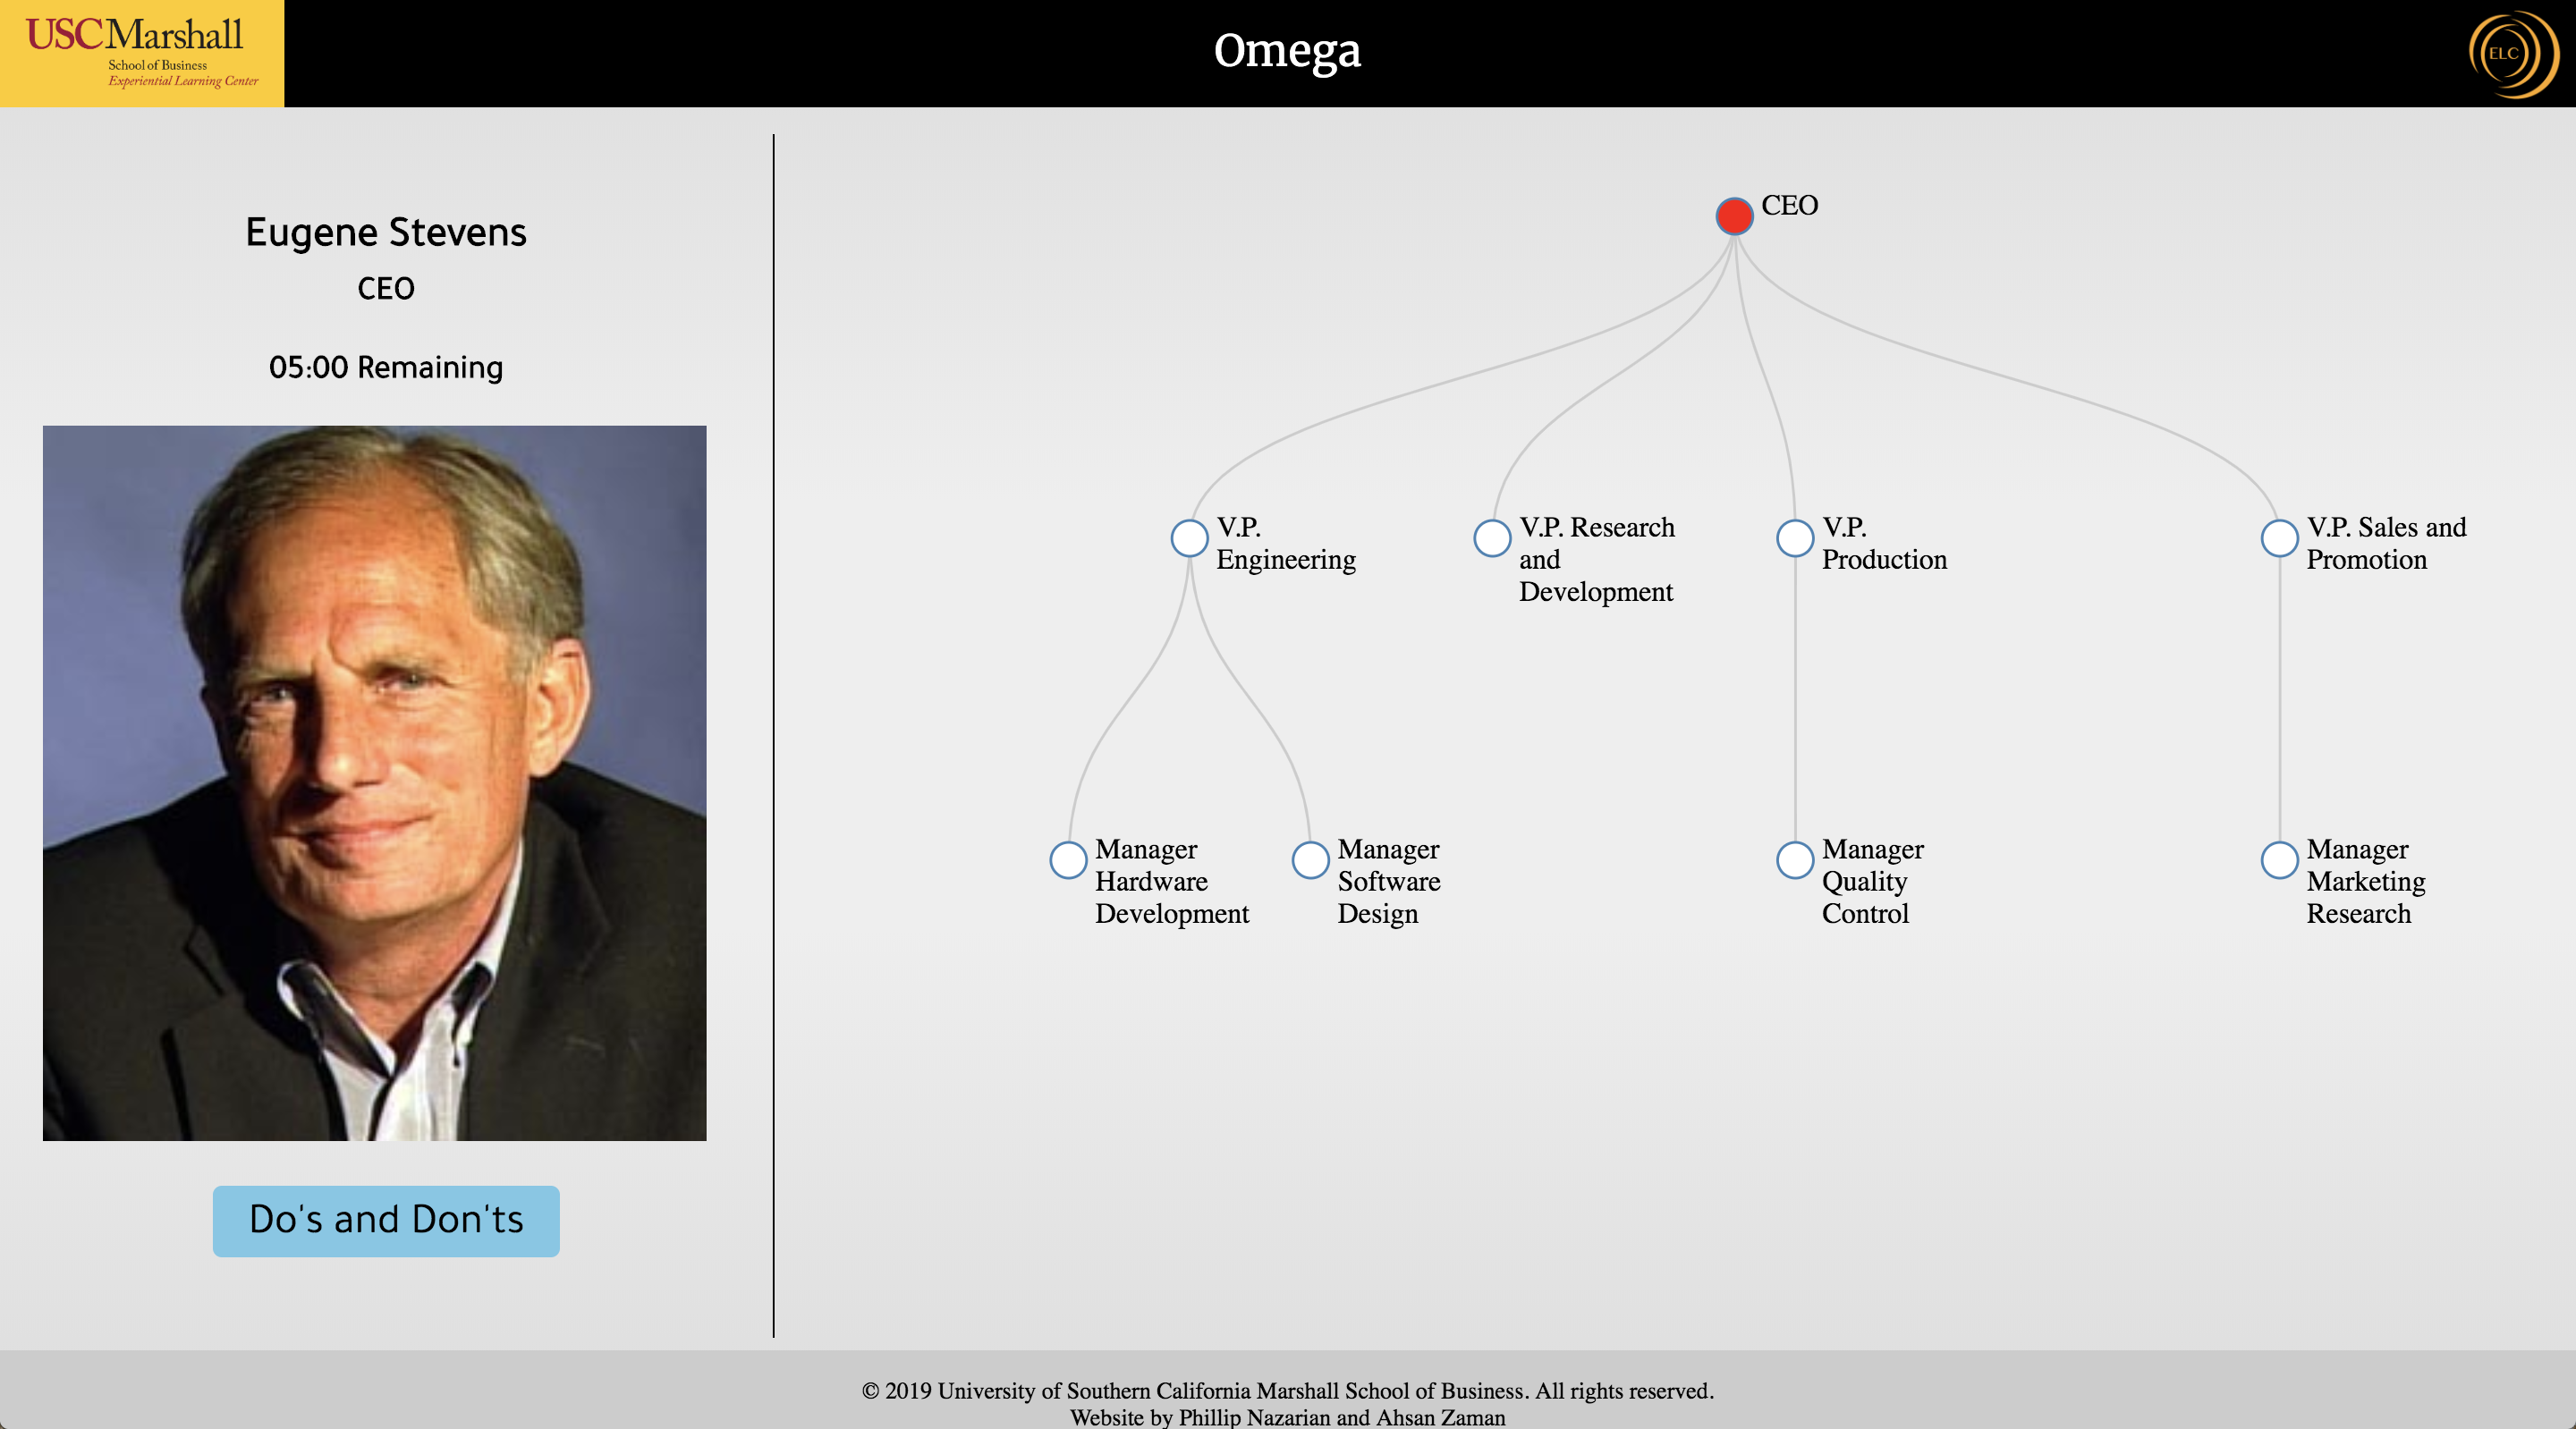 USCMarshall
School of Business
Experiential Learning Center
Omega
ELC
Eugene Stevens
CEO
05:00 Remaining
Do's and Don'ts
CEO
V.P.
Engineering
V.P. Research
and
Development
V.P.
Production
V.P. Sales and
Promotion
Manager
Hardware
Development
Manager
Software
Design
Manager
Quality
Control
Manager
Marketing
Research
© 2019 University of Southern California Marshall School of Business. All rights reserved.
Website by Phillip Nazarian and Ahsan Zaman